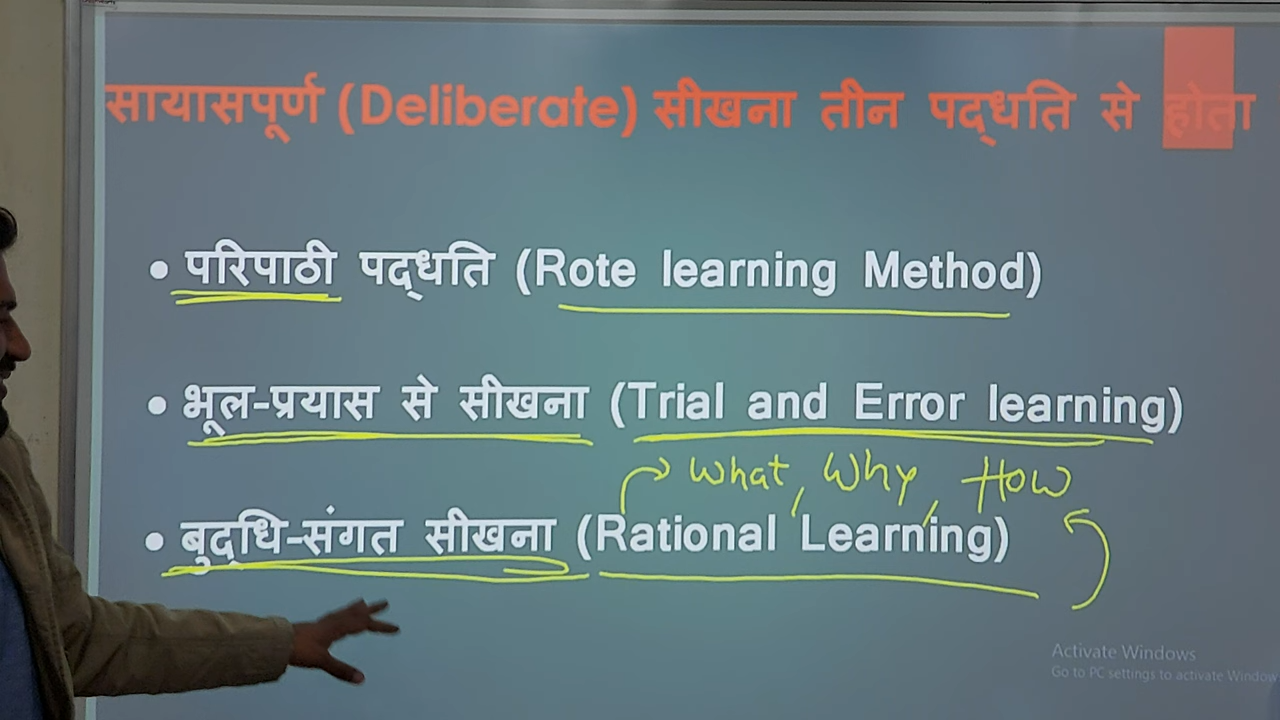 सायासपूर्ण (Deliberate) सीखना तीन पद्धति से होता
• परिपाठी पद्धति (Rote learning Method)
• भूल-प्रयास से सीखना (Trial and Error learning)
What, Why, How
• बुद्धि-संगत सीखना (Rational Learning)
Activate Windows
Go to PC settings to activate Window